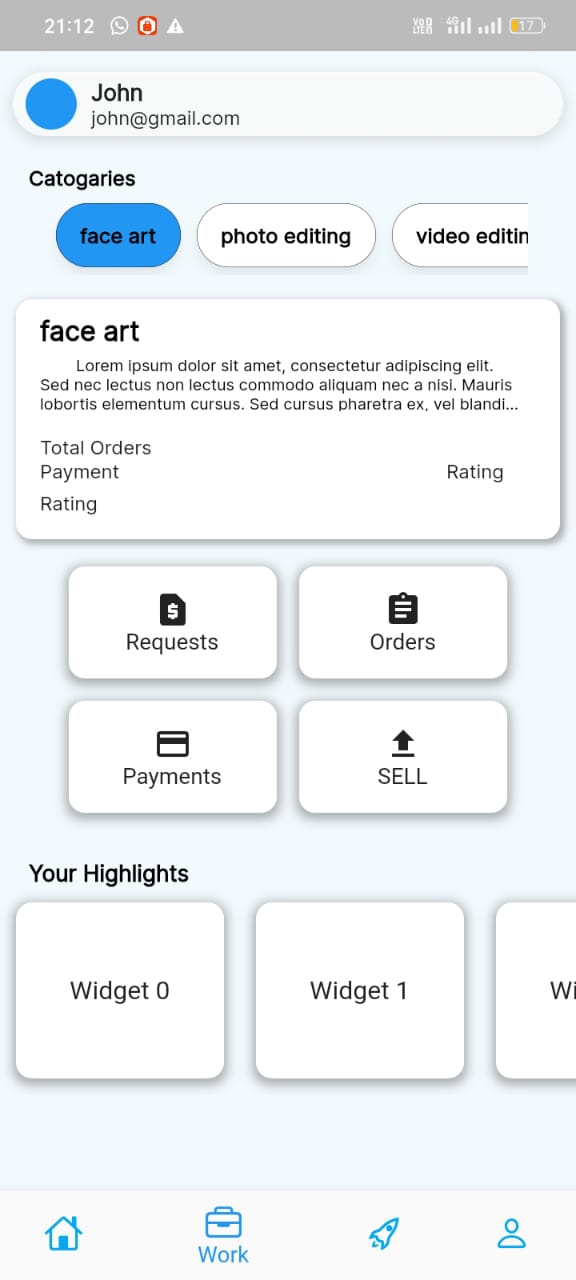 21:12
Vo LTE 4G 17
John
john@gmail.com
Catogaries
face art photo editing video editin
face art
Lorem ipsum dolor sit amet, consectetur adipiscing elit.
Sed nec lectus non lectus commodo aliquam nec a nisi. Mauris
lobortis elementum cursus. Sed cursus pharetra ex, vel blandi...
Total Orders
Payment Rating
Rating
Requests Orders
Payments SELL
Your Highlights
Widget 0 Widget 1 Wi
Work